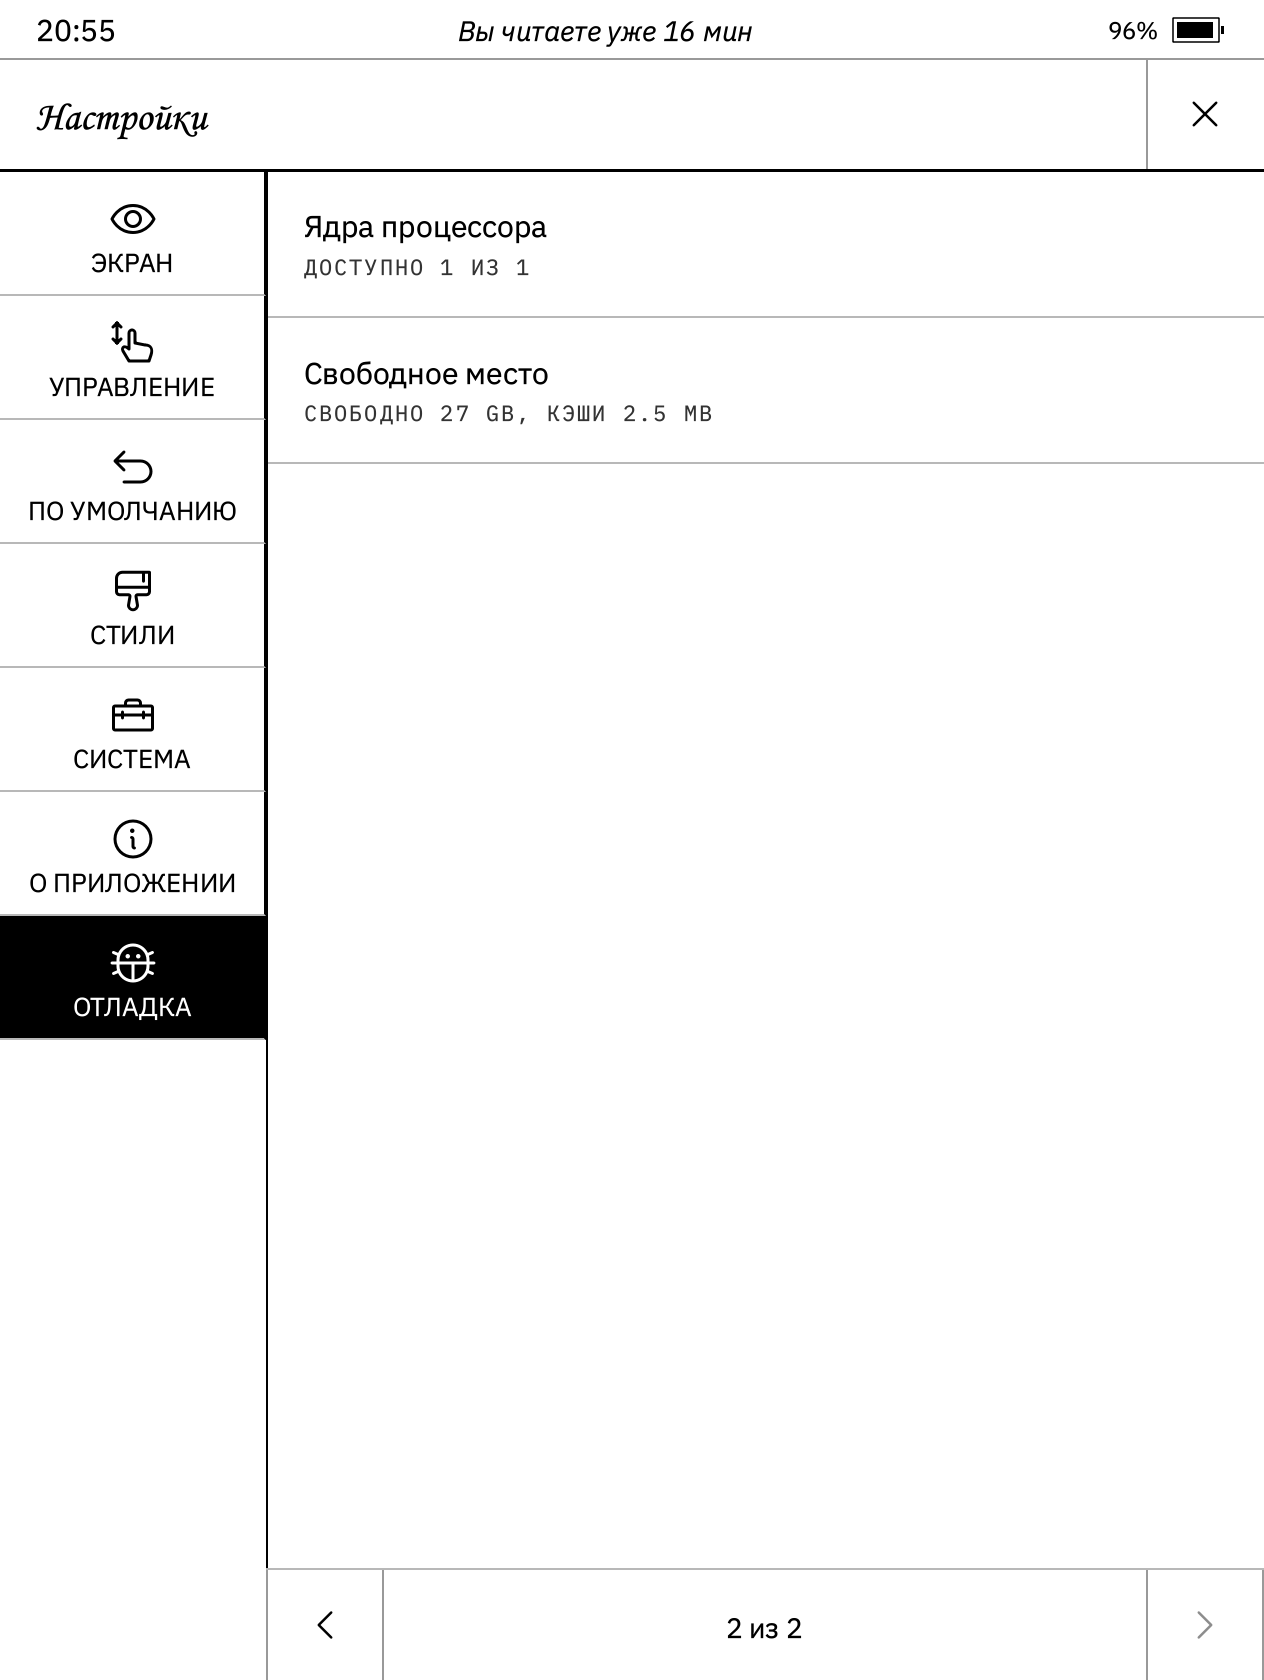 20:55
Вы читаете уже 16 мин
96%
Настройки
ЭКРАН
УПРАВЛЕНИЕ
ПО УМОЛЧАНИЮ
СТИЛИ
СИСТЕМА
О ПРИЛОЖЕНИИ
ОТЛАДКА
Ядра процессора
ДОСТУПНО 1 ИЗ 1
Свободное место
СВОБОДНО 27 GB, КЭШИ 2.5 MB
2 из 2